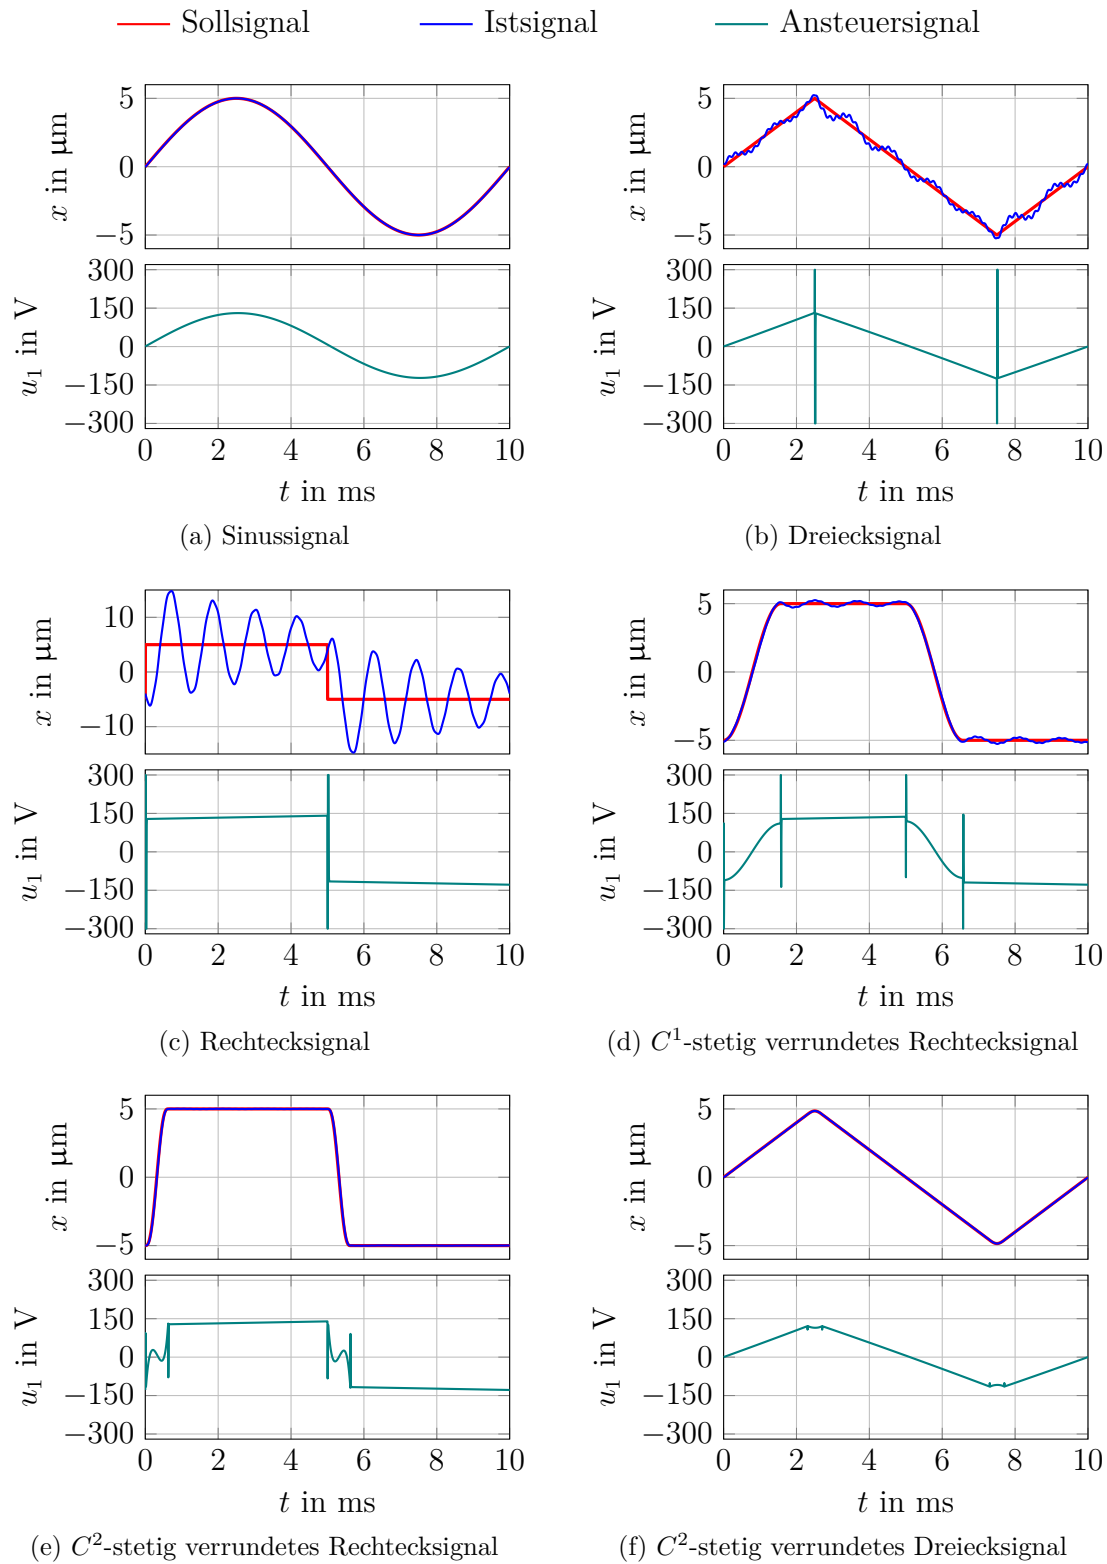 Sollsignal Istsignal Ansteuersignal
5
0
−5
x in µm
300
150
0
−150
−300
u₁ in V
0 2 4 6 8 10
t in ms
(a) Sinussignal
5
0
−5
x in µm
300
150
0
−150
−300
u₁ in V
0 2 4 6 8 10
t in ms
(b) Dreiecksignal
10
0
−10
x in µm
300
150
0
−150
−300
u₁ in V
0 2 4 6 8 10
t in ms
(c) Rechtecksignal
5
0
−5
x in µm
300
150
0
−150
−300
u₁ in V
0 2 4 6 8 10
t in ms
(d) C¹-stetig verrundetes Rechtecksignal
5
0
−5
x in µm
300
150
0
−150
−300
u₁ in V
0 2 4 6 8 10
t in ms
(e) C²-stetig verrundetes Rechtecksignal
5
0
−5
x in µm
300
150
0
−150
−300
u₁ in V
0 2 4 6 8 10
t in ms
(f) C²-stetig verrundetes Dreiecksignal